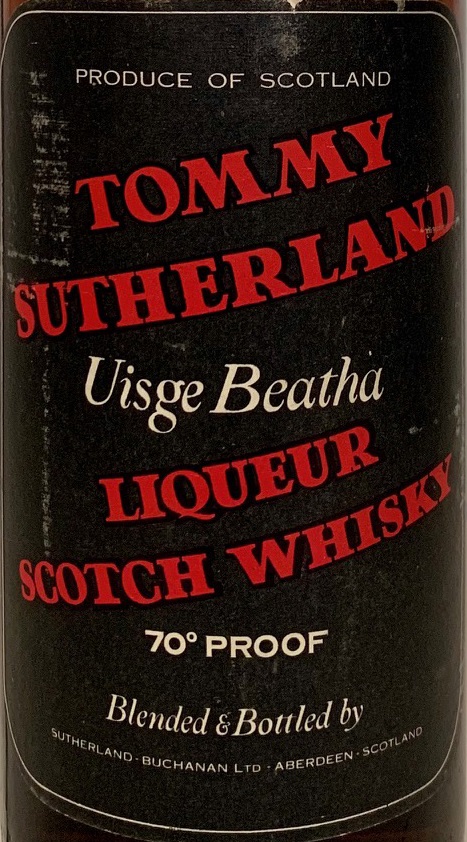 PRODUCE OF SCOTLAND
TOMMY
SUTHERLAND
Uisge Beatha
LIQUEUR
SCOTCH WHISKY
70º PROOF
Blended & Bottled by
SUTHERLAND · BUCHANAN LTD · ABERDEEN · SCOTLAND